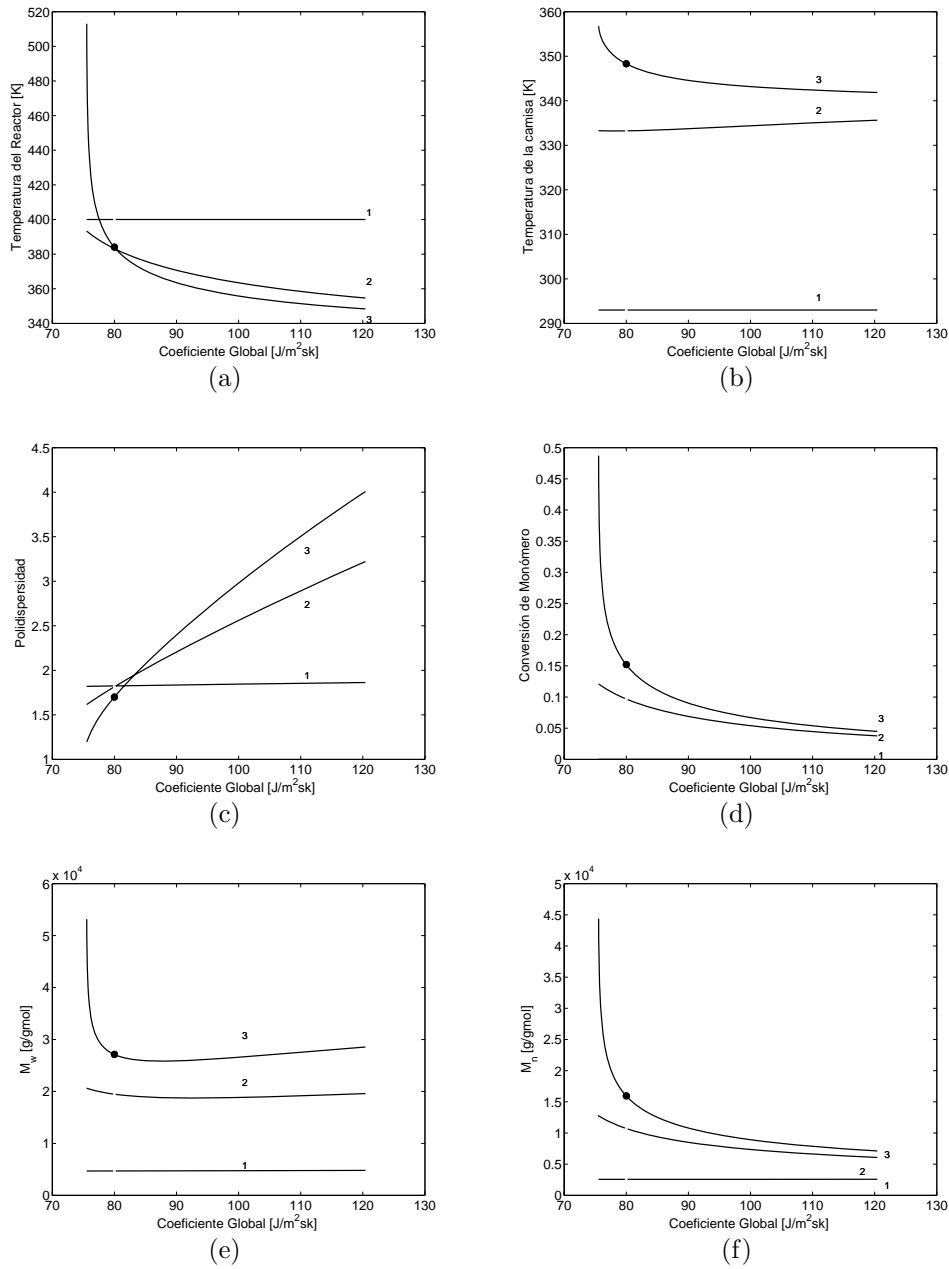 520
500
480
460
440
420
400
380
360
340
70 80 90 100 110 120 130
Temperatura del Reactor [K]
Coeficiente Global [J/m²sk]
1
2
3
(a)
360
350
340
330
320
310
300
290
70 80 90 100 110 120 130
Temperatura de la camisa [K]
Coeficiente Global [J/m²sk]
3
2
1
(b)
4.5
4
3.5
3
2.5
2
1.5
1
70 80 90 100 110 120 130
Polidispersidad
Coeficiente Global [J/m²sk]
3
2
1
(c)
0.5
0.45
0.4
0.35
0.3
0.25
0.2
0.15
0.1
0.05
0
70 80 90 100 110 120 130
Conversión de Monómero
Coeficiente Global [J/m²sk]
3
2
1
(d)
x 10⁴
6
5
4
3
2
1
0
70 80 90 100 110 120 130
M_w [g/gmol]
Coeficiente Global [J/m²sk]
3
2
1
(e)
x 10⁴
5
4.5
4
3.5
3
2.5
2
1.5
1
0.5
0
70 80 90 100 110 120 130
M_n [g/gmol]
Coeficiente Global [J/m²sk]
3
2
1
(f)